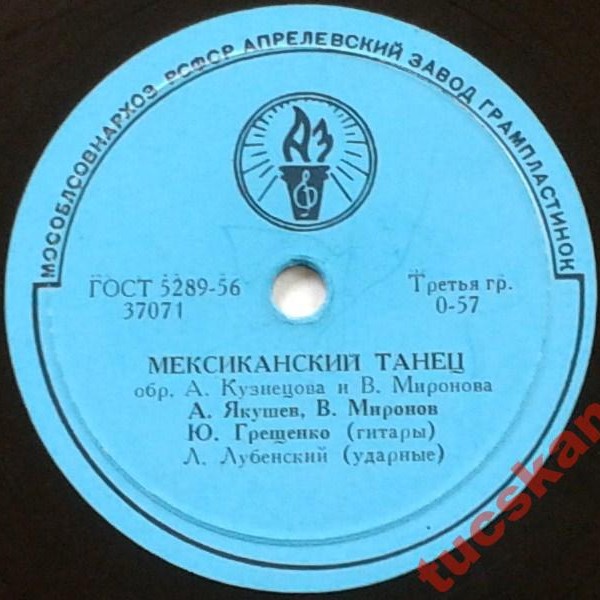 МОСОБЛСОВНАРХОЗ РСФСР АПРЕЛЕВСКИЙ ЗАВОД ГРАМПЛАСТИНОК
АЗ
ГОСТ 5289-56
37071
Третья гр.
0-57
МЕКСИКАНСКИЙ ТАНЕЦ
обр. А. Кузнецова и В. Миронова
А. Якушев, В. Миронов
Ю. Грещенко (гитары)
Л. Лубенский (ударные)
tucskan